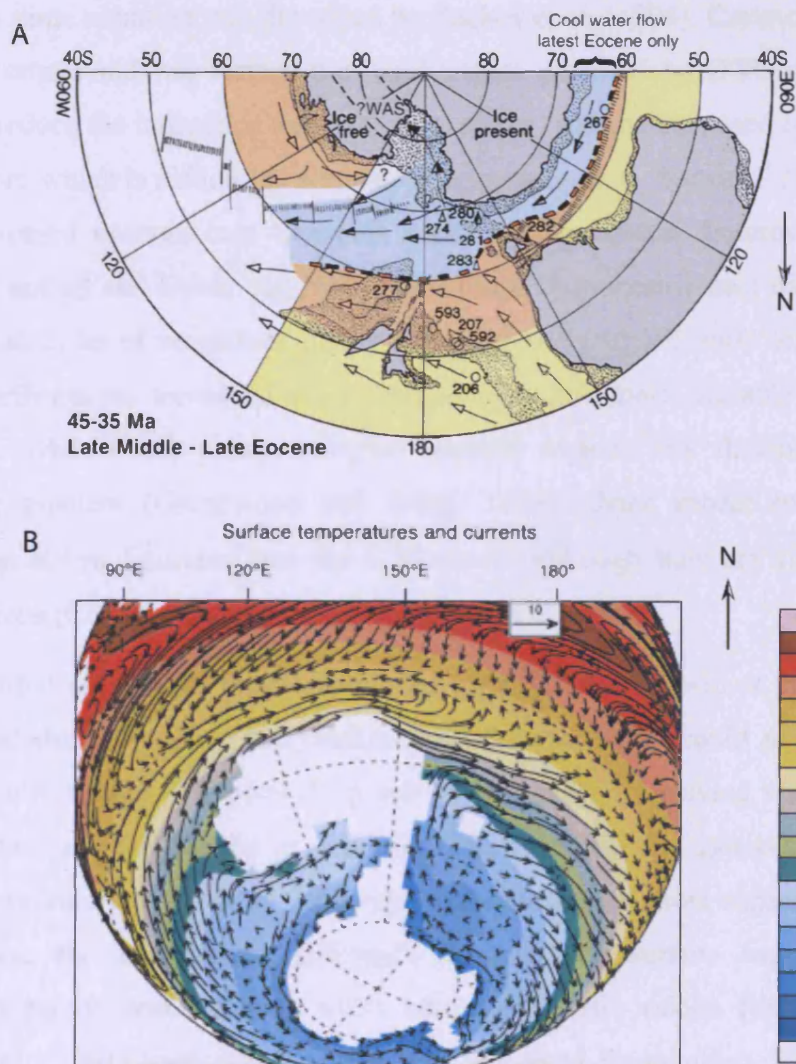 A
Cool water flow
latest Eocene only
40S 50 60 70 80 80 70 60 50 40S
090W
090E
?WAS
Ice
free
Ice
present
?
267
280
274
281
282
283
277
593
207
592
206
120
120
N
150
150
180
45-35 Ma
Late Middle - Late Eocene
B
Surface temperatures and currents
N
90°E 120°E 150°E 180°
10